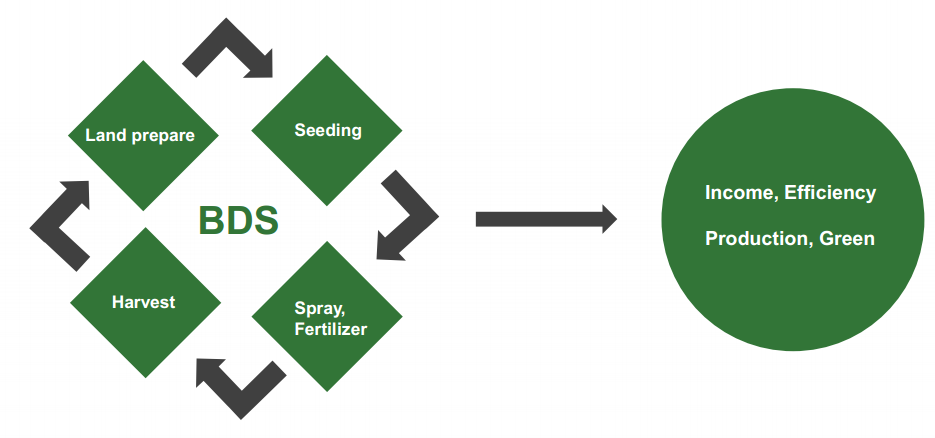 Land prepare
Seeding
BDS
Harvest
Spray,
Fertilizer
Income, Efficiency
Production, Green